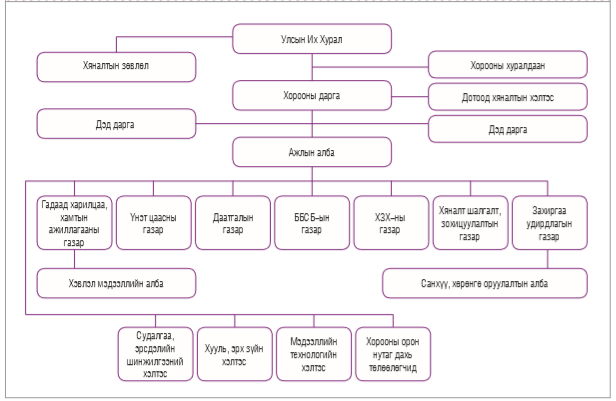 Улсын Их Хурал
Хяналтын зөвлөл
Хорооны хуралдаан
Хорооны дарга
Дотоод хяналтын хэлтэс
Дэд дарга
Дэд дарга
Ажлын алба
Гадаад харилцаа,
хамтын
ажиллагааны
газар
Үнэт цаасны
газар
Даатгалын
газар
ББСБ–ын
газар
ХЗХ–ны
газар
Хяналт шалгалт,
зохицуулалтын
газар
Захиргаа
удирдлагын
газар
Хэвлэл мэдээллийн алба
Санхүү, хөрөнгө оруулалтын алба
Судалгаа,
эрсдэлийн
шинжилгээний
хэлтэс
Хууль, эрх зүйн
хэлтэс
Мэдээллийн
технологийн
хэлтэс
Хорооны орон
нутаг дахь
төлөөлөгчид